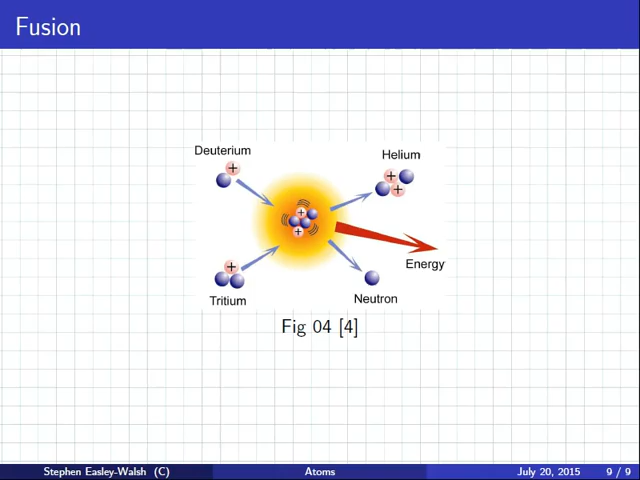 Fusion
Deuterium
Helium
+
+
+
+
+
+
Energy
Tritium
Neutron
Fig 04 [4]
Stephen Easley-Walsh (C)
Atoms
July 20, 2015
9 / 9